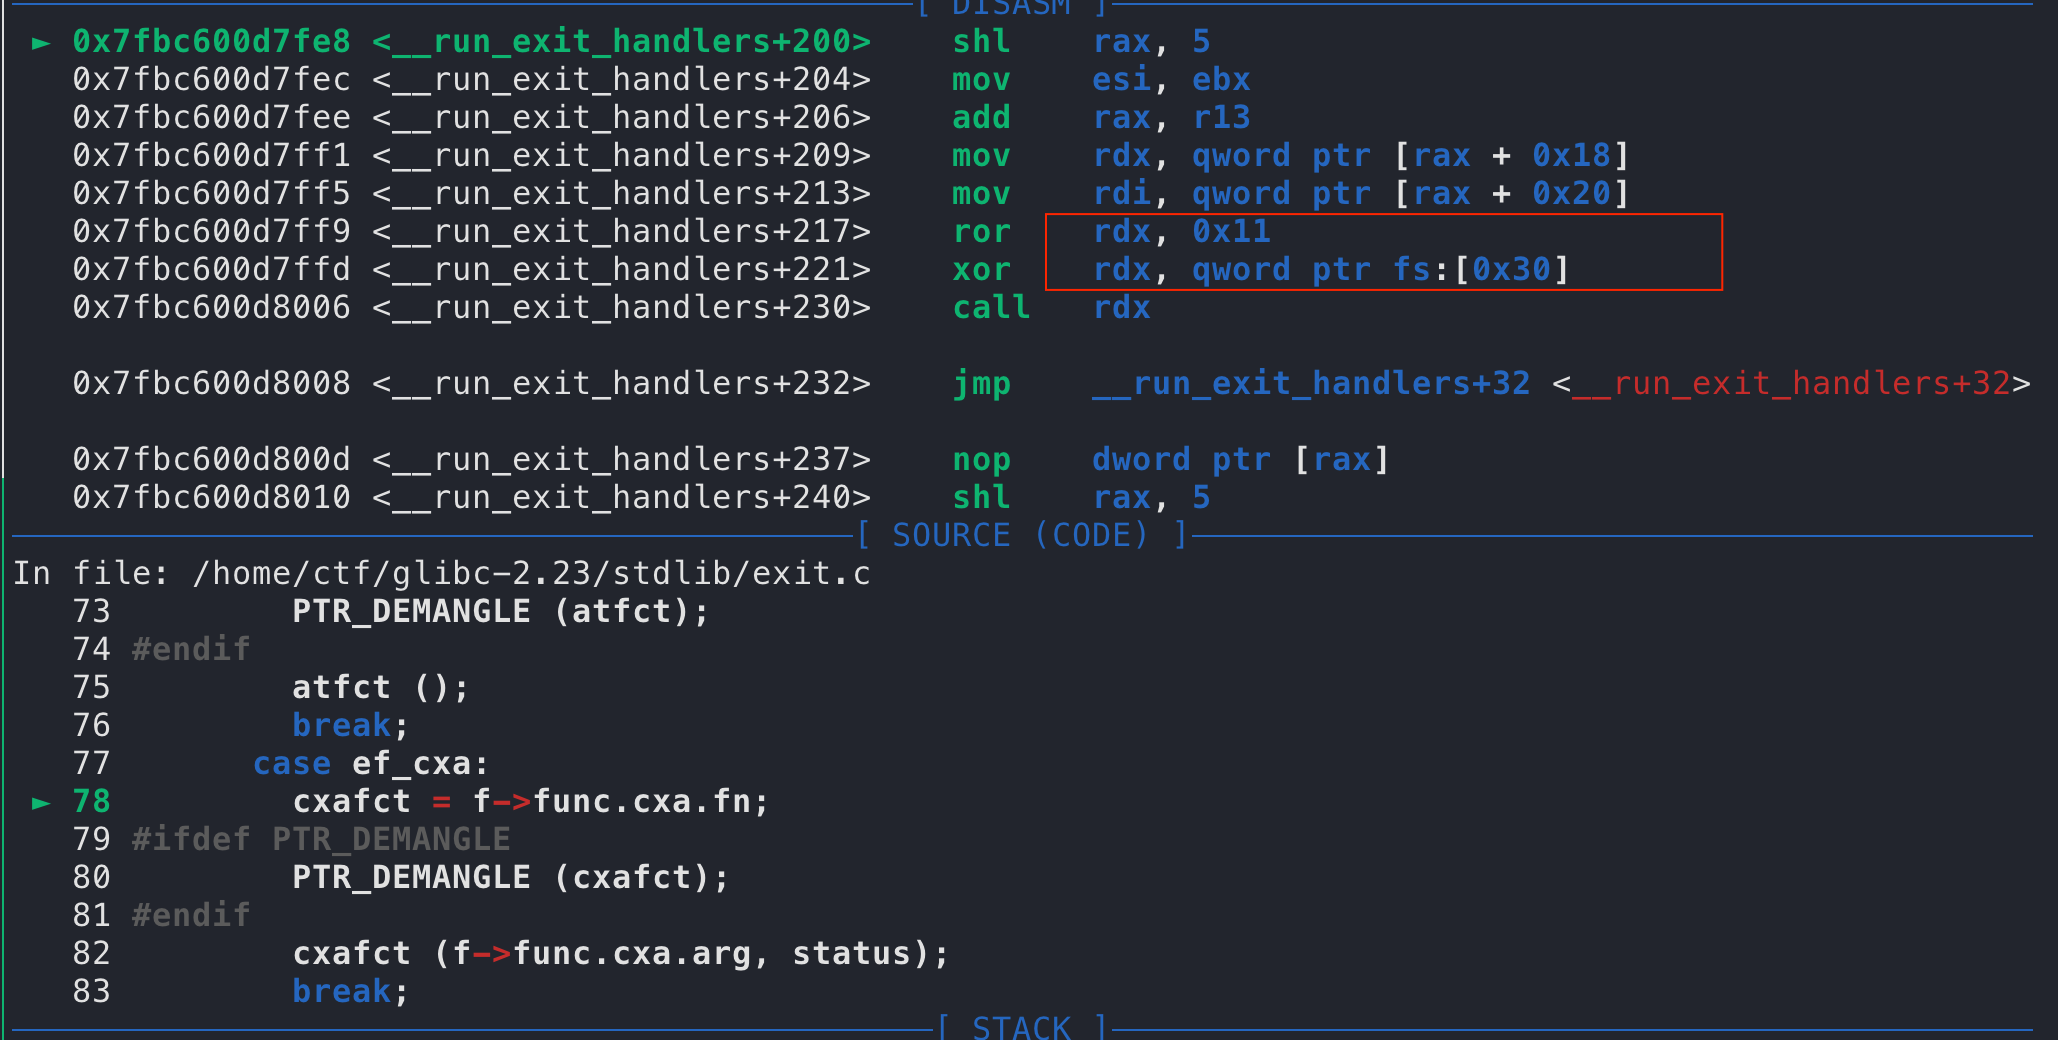 [ DISASM ]
► 0x7fbc600d7fe8 <__run_exit_handlers+200>    shl    rax, 5
0x7fbc600d7fec <__run_exit_handlers+204>    mov    esi, ebx
0x7fbc600d7fee <__run_exit_handlers+206>    add    rax, r13
0x7fbc600d7ff1 <__run_exit_handlers+209>    mov    rdx, qword ptr [rax + 0x18]
0x7fbc600d7ff5 <__run_exit_handlers+213>    mov    rdi, qword ptr [rax + 0x20]
0x7fbc600d7ff9 <__run_exit_handlers+217>    ror    rdx, 0x11
0x7fbc600d7ffd <__run_exit_handlers+221>    xor    rdx, qword ptr fs:[0x30]
0x7fbc600d8006 <__run_exit_handlers+230>    call   rdx
0x7fbc600d8008 <__run_exit_handlers+232>    jmp    __run_exit_handlers+32 <__run_exit_handlers+32>
0x7fbc600d800d <__run_exit_handlers+237>    nop    dword ptr [rax]
0x7fbc600d8010 <__run_exit_handlers+240>    shl    rax, 5
[ SOURCE (CODE) ]
In file: /home/ctf/glibc-2.23/stdlib/exit.c
73         PTR_DEMANGLE (atfct);
74 #endif
75         atfct ();
76         break;
77       case ef_cxa:
► 78         cxafct = f->func.cxa.fn;
79 #ifdef PTR_DEMANGLE
80         PTR_DEMANGLE (cxafct);
81 #endif
82         cxafct (f->func.cxa.arg, status);
83         break;
[ STACK ]